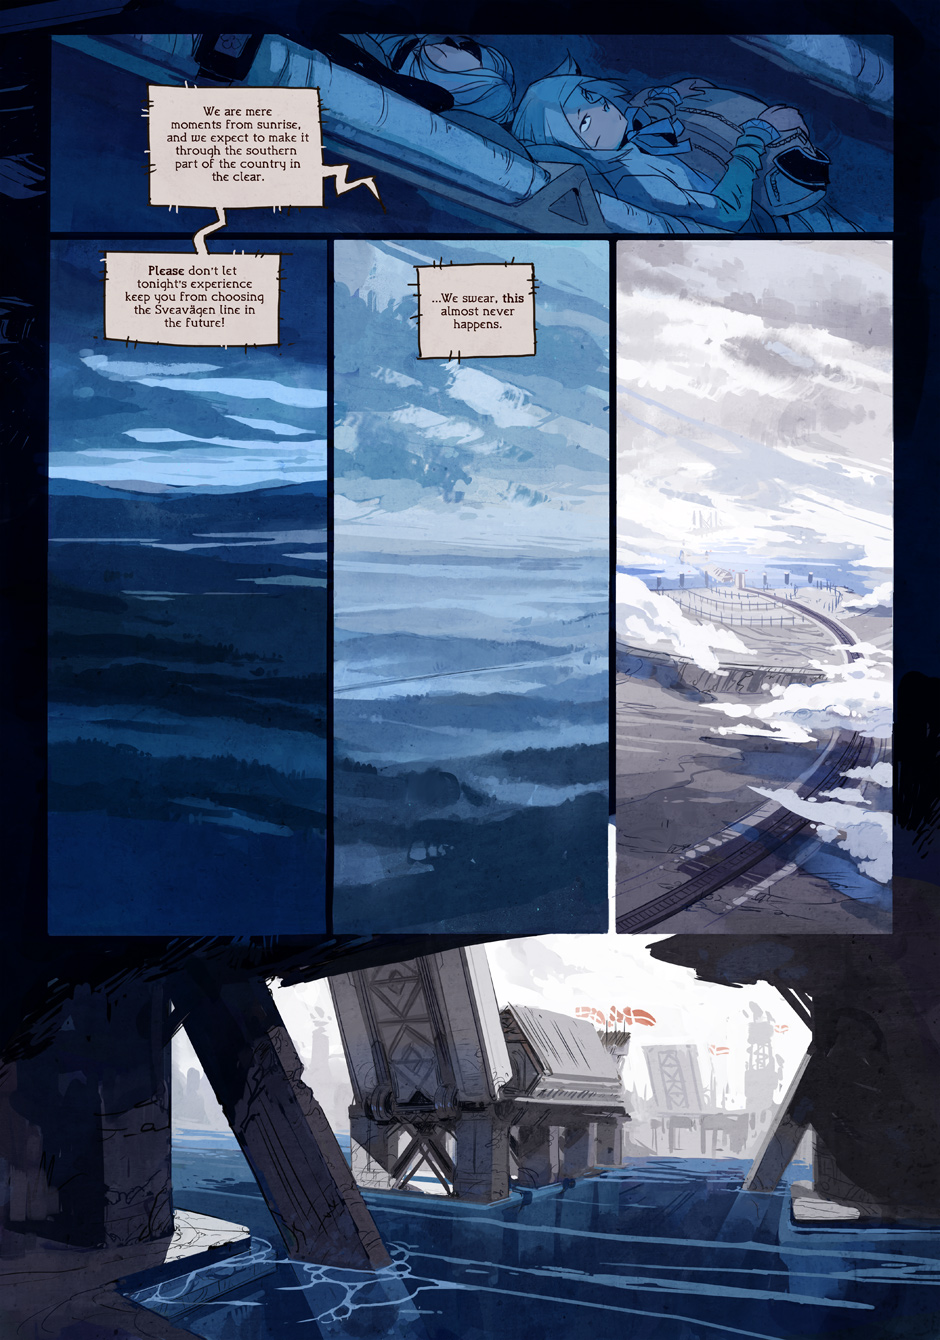 We are mere
moments from sunrise,
and we expect to make it
through the southern
part of the country in
the clear.
Please don't let
tonight's experience
keep you from choosing
the Sveavägen line in
the future!
...We swear, this
almost never
happens.